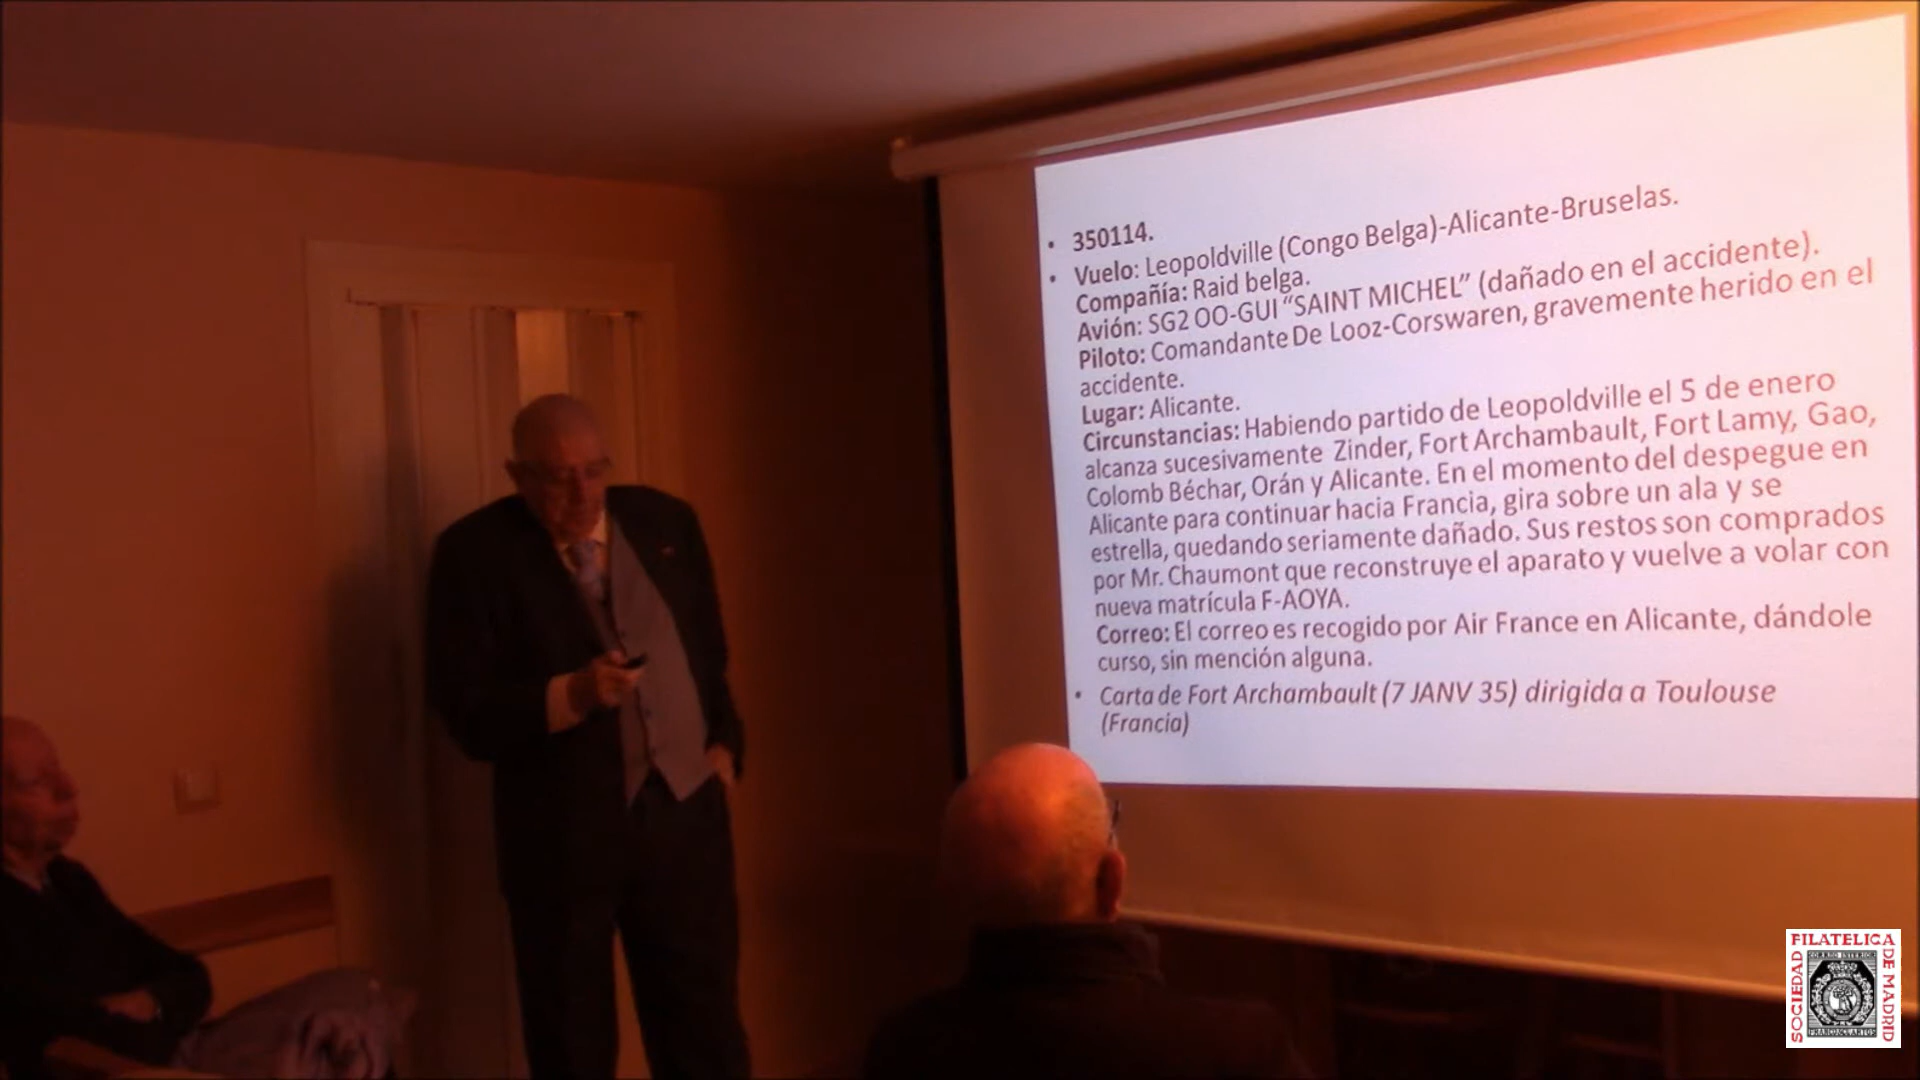 • 350114.
• Vuelo: Leopoldville (Congo Belga)-Alicante-Bruselas.
Compañía: Raid belga.
Avión: SG2 OO-GUI “SAINT MICHEL” (dañado en el accidente).
Piloto: Comandante De Looz-Corswaren, gravemente herido en el
accidente.
Lugar: Alicante.
Circunstancias: Habiendo partido de Leopoldville el 5 de enero
alcanza sucesivamente Zinder, Fort Archambault, Fort Lamy, Gao,
Colomb Béchar, Orán y Alicante. En el momento del despegue en
Alicante para continuar hacia Francia, gira sobre un ala y se
estrella, quedando seriamente dañado. Sus restos son comprados
por Mr. Chaumont que reconstruye el aparato y vuelve a volar con
nueva matrícula F-AOYA.
Correo: El correo es recogido por Air France en Alicante, dándole
curso, sin mención alguna.
• Carta de Fort Archambault (7 JANV 35) dirigida a Toulouse
(Francia)
SOCIEDAD
FILATELICA
DE MADRID
CORREO INTERIOR